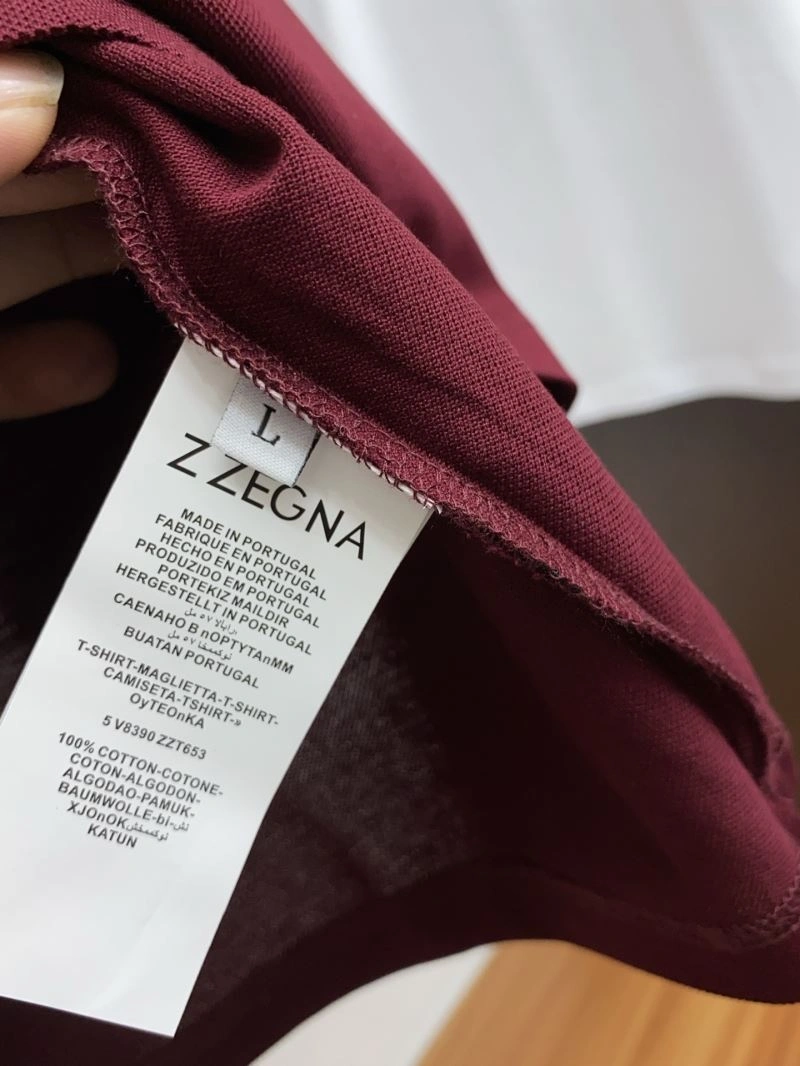 L
Z ZEGNA
MADE IN PORTUGAL
FABRIQUE EN PORTUGAL
HECHO EN PORTUGAL
PRODUZIDO EM PORTUGAL
PORTEKIZ MAILDIR
HERGESTELLT IN PORTUGAL
CAENAHO B nOPTYTAnMM
BUATAN PORTUGAL
T-SHIRT-MAGLIETTA-T-SHIRT-
CAMISETA-TSHIRT-»
OyTEOnKA
5 V8390 ZZT653
100% COTTON-COTONE-
COTON-ALGODON-
ALGODAO-PAMUK-
BAUMWOLLE-bI-
XJOnOK
KATUN